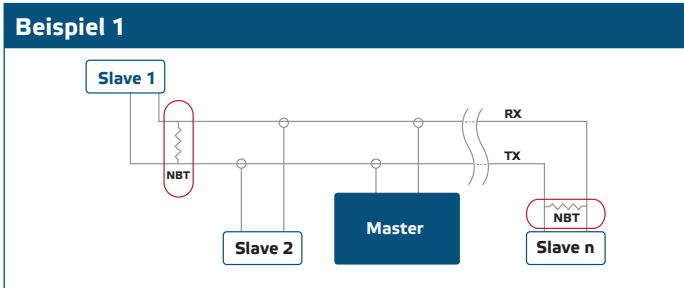 Beispiel 1
Slave 1
RX
TX
NBT
NBT
Slave 2
Master
Slave n